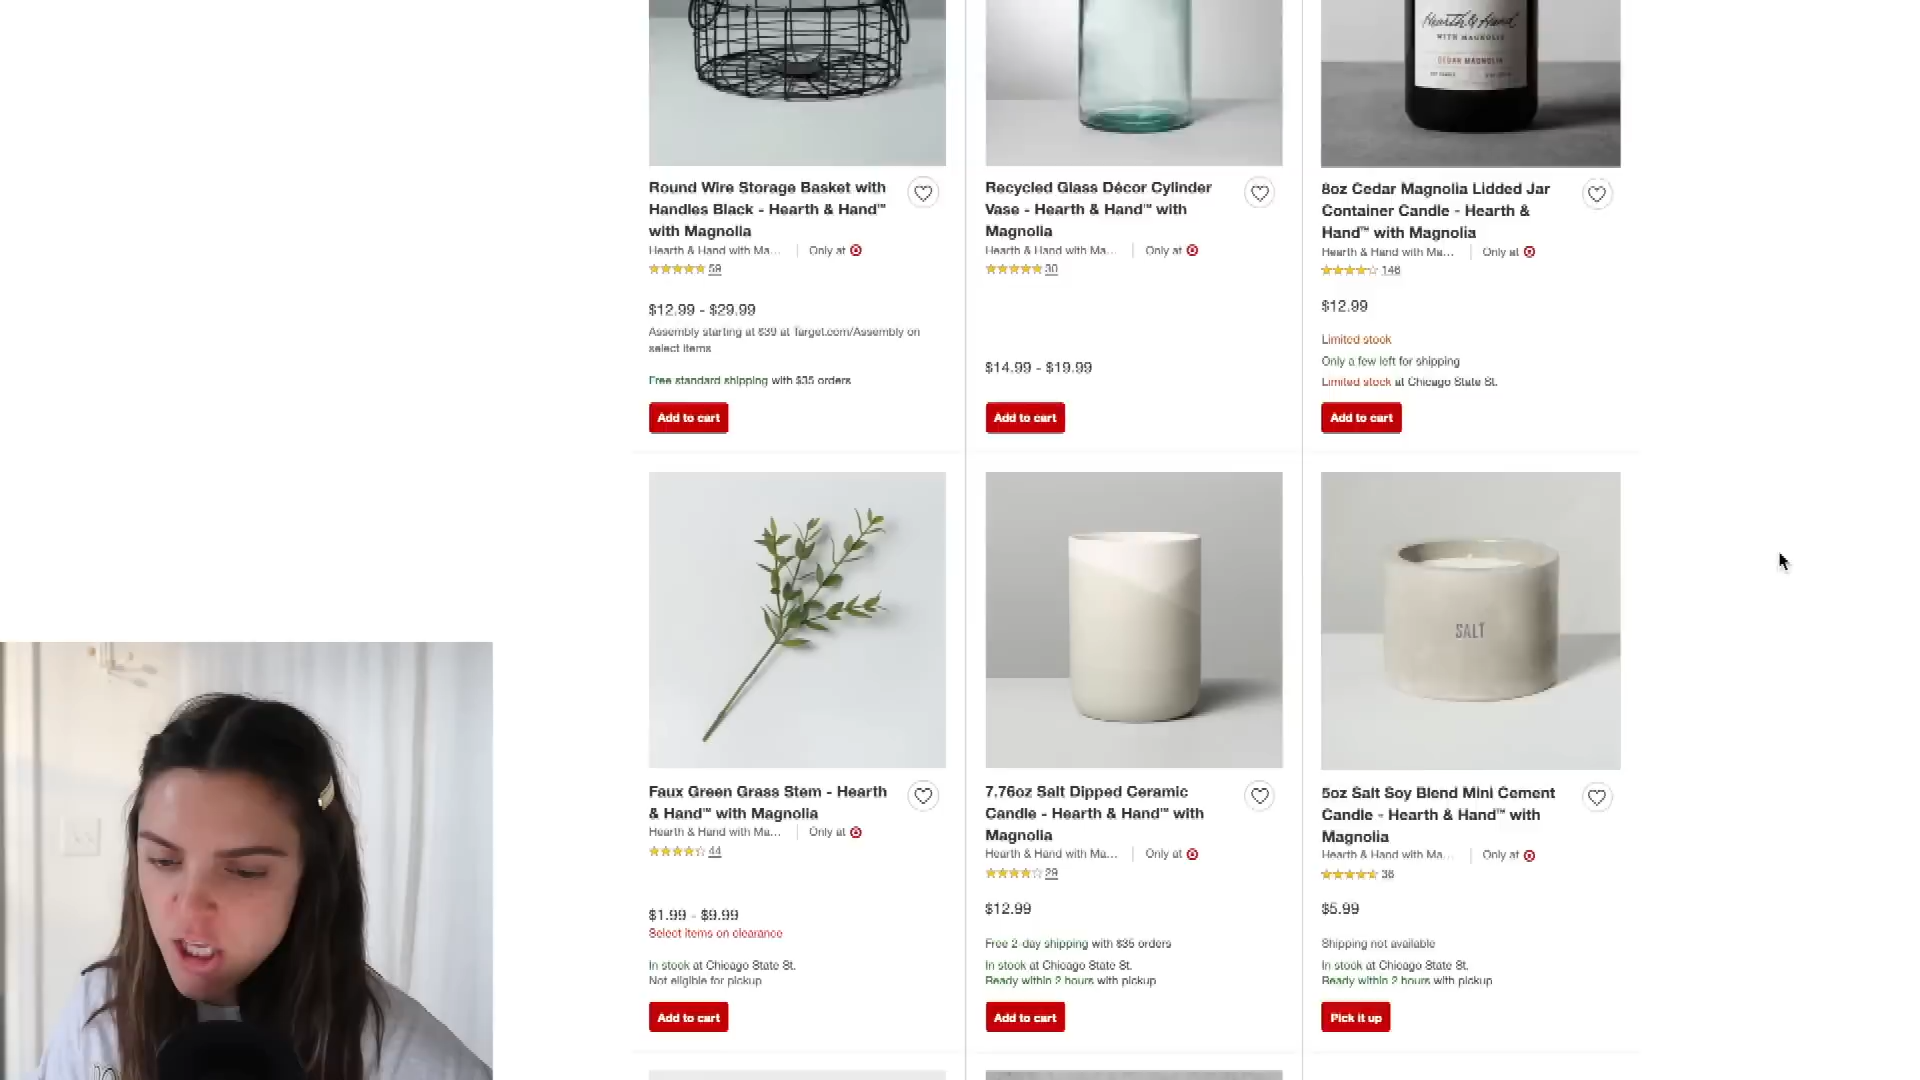 Hearth & Hand
WITH MAGNOLIA
CEDAR MAGNOLIA
Round Wire Storage Basket with
Handles Black - Hearth & Hand™
with Magnolia
Hearth & Hand with Ma...
Only at
59
$12.99 - $29.99
Assembly starting at $39 at Target.com/Assembly on
select items
Free standard shipping with $35 orders
Add to cart
Recycled Glass Décor Cylinder
Vase - Hearth & Hand™ with
Magnolia
Hearth & Hand with Ma...
Only at
30
$14.99 - $19.99
Add to cart
8oz Cedar Magnolia Lidded Jar
Container Candle - Hearth &
Hand™ with Magnolia
Hearth & Hand with Ma...
Only at
146
$12.99
Limited stock
Only a few left for shipping
Limited stock at Chicago State St.
Add to cart
Faux Green Grass Stem - Hearth
& Hand™ with Magnolia
Hearth & Hand with Ma...
Only at
44
$1.99 - $9.99
Select items on clearance
In stock at Chicago State St.
Not eligible for pickup
Add to cart
7.76oz Salt Dipped Ceramic
Candle - Hearth & Hand™ with
Magnolia
Hearth & Hand with Ma...
Only at
29
$12.99
Free 2-day shipping with $35 orders
In stock at Chicago State St.
Ready within 2 hours with pickup
Add to cart
SALT
5oz Salt Soy Blend Mini Cement
Candle - Hearth & Hand™ with
Magnolia
Hearth & Hand with Ma...
Only at
36
$5.99
Shipping not available
In stock at Chicago State St.
Ready within 2 hours with pickup
Pick it up